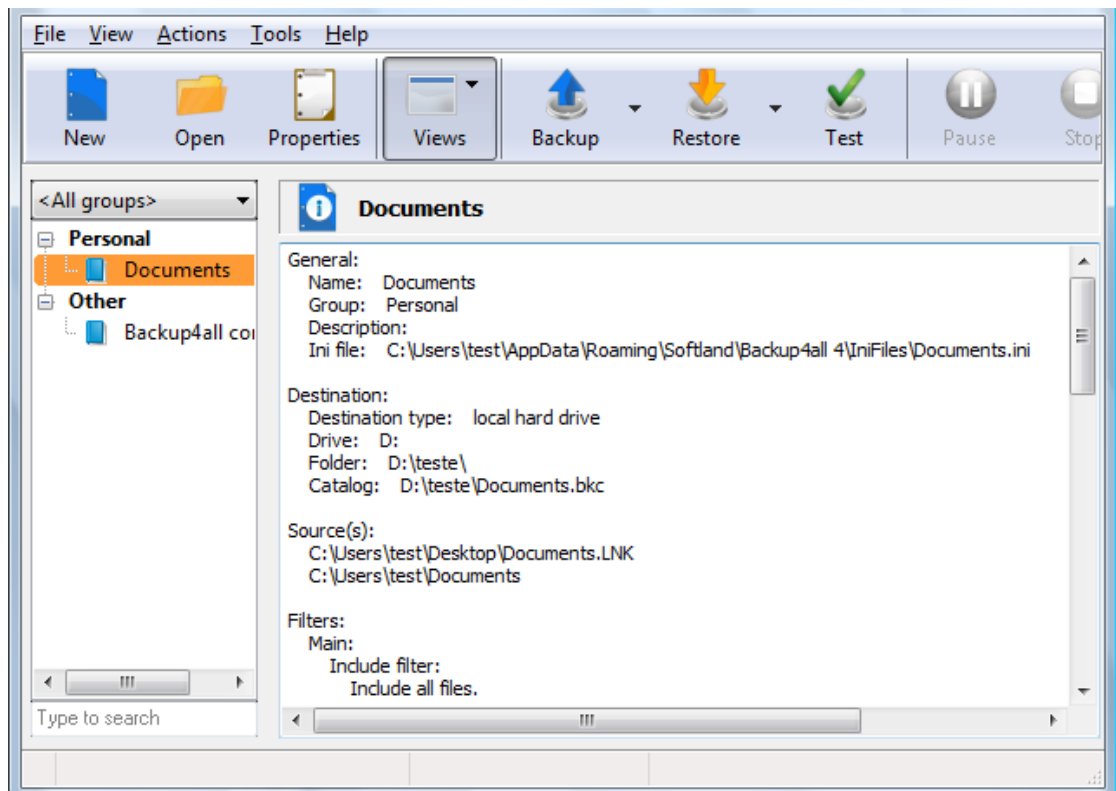 File View Actions Tools Help
New Open Properties Views Backup Restore Test Pause Stop
<All groups>
Personal
Documents
Other
Backup4all co
Type to search
Documents
General:
Name: Documents
Group: Personal
Description:
Ini file: C:\Users\test\AppData\Roaming\Softland\Backup4all 4\IniFiles\Documents.ini
Destination:
Destination type: local hard drive
Drive: D:
Folder: D:\teste\
Catalog: D:\teste\Documents.bkc
Source(s):
C:\Users\test\Desktop\Documents.LNK
C:\Users\test\Documents
Filters:
Main:
Include filter:
Include all files.